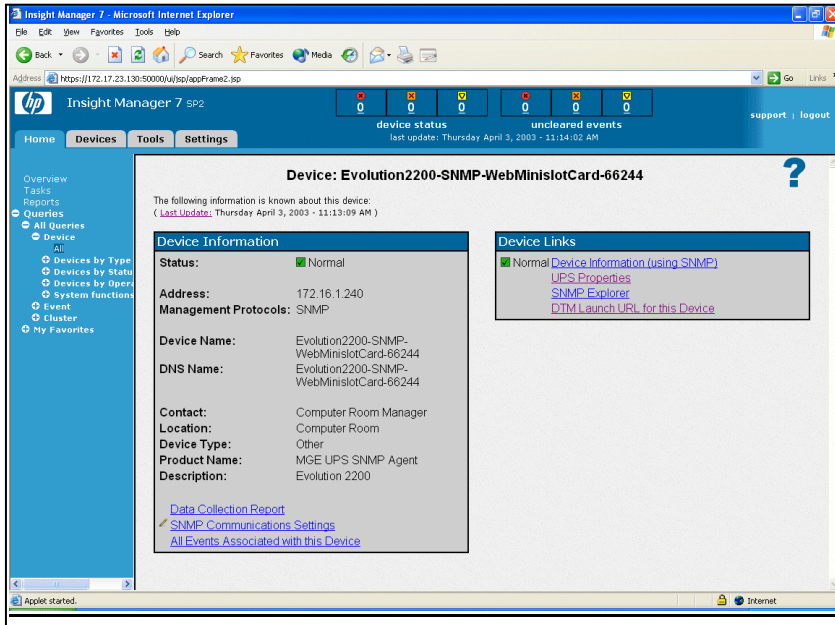 Insight Manager 7 - Microsoft Internet Explorer
File Edit View Favorites Tools Help
Back Search Favorites Media
Address https://172.17.23.130:50000/ui/jsp/appFrame2.jsp Go Links
hp Insight Manager 7 SP2
0 0 0 0 0 0
device status uncleared events
last update: Thursday April 3, 2003 - 11:14:02 AM
support | logout
Home Devices Tools Settings
Overview
Tasks
Reports
Queries
All Queries
Device
All
Devices by Type
Devices by Statu
Devices by Opera
System functions
Event
Cluster
My Favorites
Device: Evolution2200-SNMP-WebMinislotCard-66244
?
The following information is known about this device:
( Last Update: Thursday April 3, 2003 - 11:13:09 AM )
Device Information
Status: Normal
Address: 172.16.1.240
Management Protocols: SNMP
Device Name: Evolution2200-SNMP-
WebMinislotCard-66244
DNS Name: Evolution2200-SNMP-
WebMinislotCard-66244
Contact: Computer Room Manager
Location: Computer Room
Device Type: Other
Product Name: MGE UPS SNMP Agent
Description: Evolution 2200
Data Collection Report
SNMP Communications Settings
All Events Associated with this Device
Device Links
Normal Device Information (using SNMP)
UPS Properties
SNMP Explorer
DTM Launch URL for this Device
Applet started. Internet